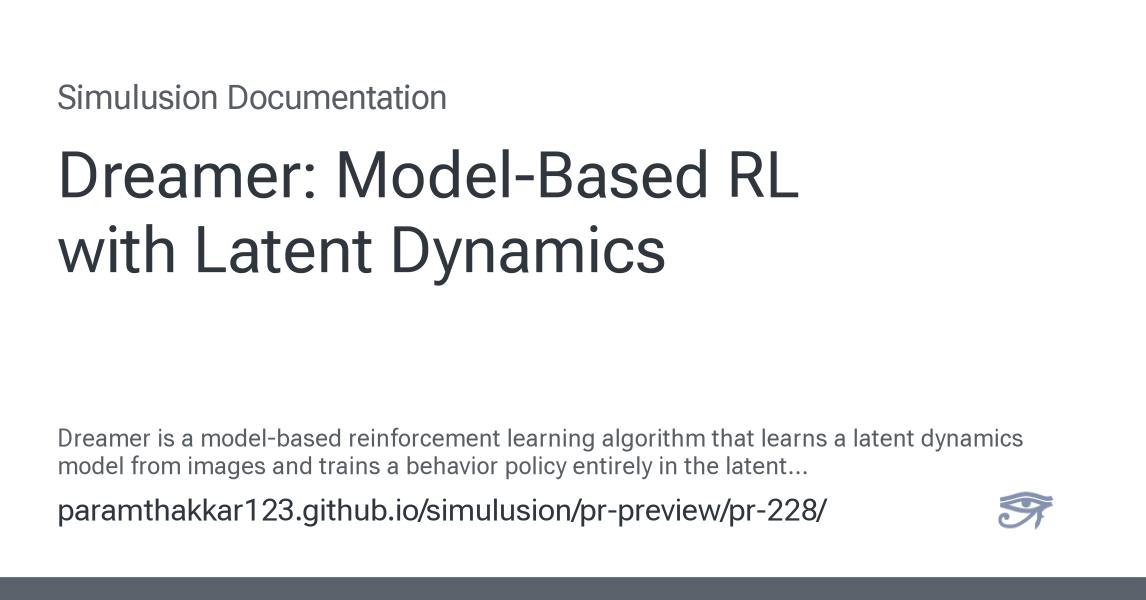 Simulusion Documentation
Dreamer: Model-Based RL
with Latent Dynamics
Dreamer is a model-based reinforcement learning algorithm that learns a latent dynamics
model from images and trains a behavior policy entirely in the latent...
paramthakkar123.github.io/simulusion/pr-preview/pr-228/